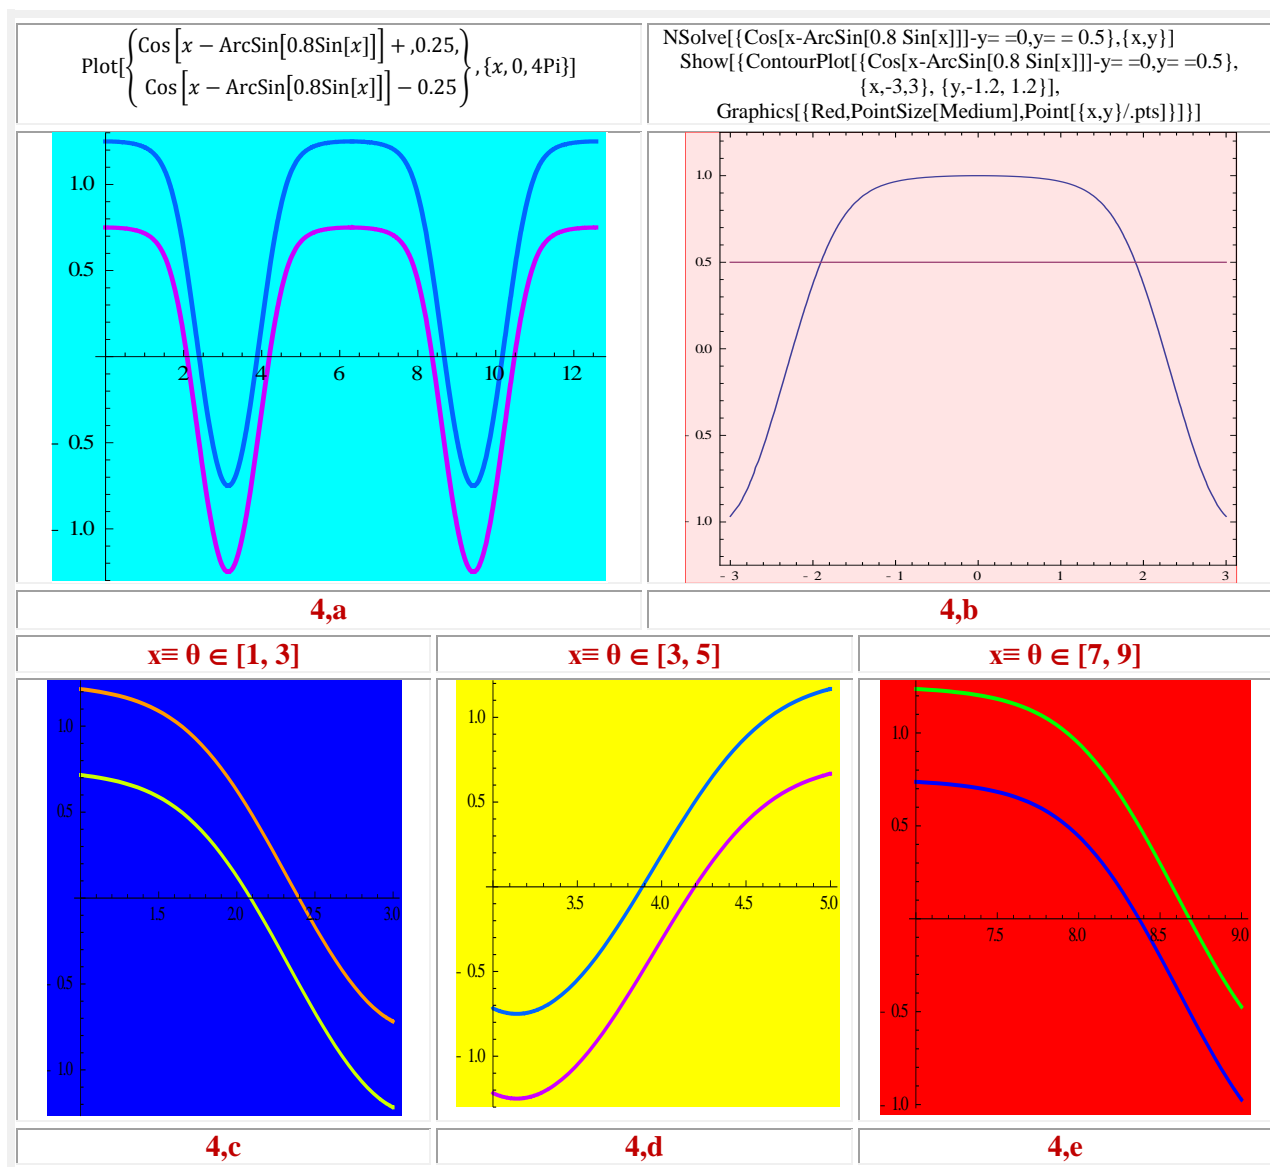 Plot[{Cos[x − ArcSin[0.8Sin[x]]] + ,0.25,
Cos[x − ArcSin[0.8Sin[x]]] − 0.25}, {x, 0, 4Pi}]
NSolve[{Cos[x-ArcSin[0.8 Sin[x]]]-y= =0,y= = 0.5},{x,y}]
Show[{ContourPlot[{Cos[x-ArcSin[0.8 Sin[x]]]-y= =0,y= =0.5},
{x,-3,3}, {y,-1.2, 1.2}],
Graphics[{Red,PointSize[Medium],Point[{x,y}/.pts]}]}]
1.0
0.5
2 4 6 8 10 12
- 0.5
- 1.0
1.0
0.5
0.0
0.5
- 1.0
- 3 - 2 - 1 0 1 2 3
4,a
4,b
x≡ θ ∈ [1, 3]
x≡ θ ∈ [3, 5]
x≡ θ ∈ [7, 9]
1.0
0.5
1.5 2.0 2.5 3.0
- 0.5
- 1.0
1.0
0.5
3.5 4.0 4.5 5.0
- 0.5
- 1.0
1.0
0.5
7.5 8.0 8.5 9.0
- 0.5
- 1.0
4,c
4,d
4,e